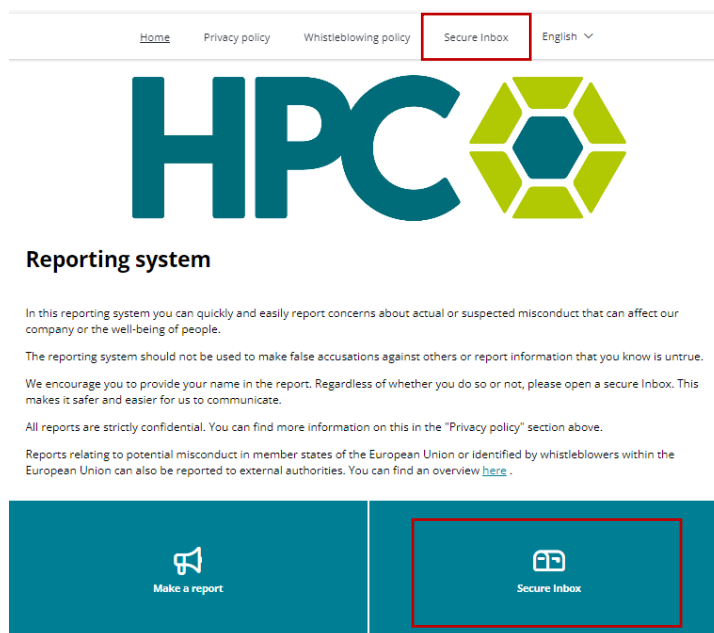 Home Privacy policy Whistleblowing policy Secure Inbox English
HPC
Reporting system
In this reporting system you can quickly and easily report concerns about actual or suspected misconduct that can affect our
company or the well-being of people.
The reporting system should not be used to make false accusations against others or report information that you know is untrue.
We encourage you to provide your name in the report. Regardless of whether you do so or not, please open a secure Inbox. This
makes it safer and easier for us to communicate.
All reports are strictly confidential. You can find more information on this in the "Privacy policy" section above.
Reports relating to potential misconduct in member states of the European Union or identified by whistleblowers within the
European Union can also be reported to external authorities. You can find an overview here .
Make a report Secure Inbox